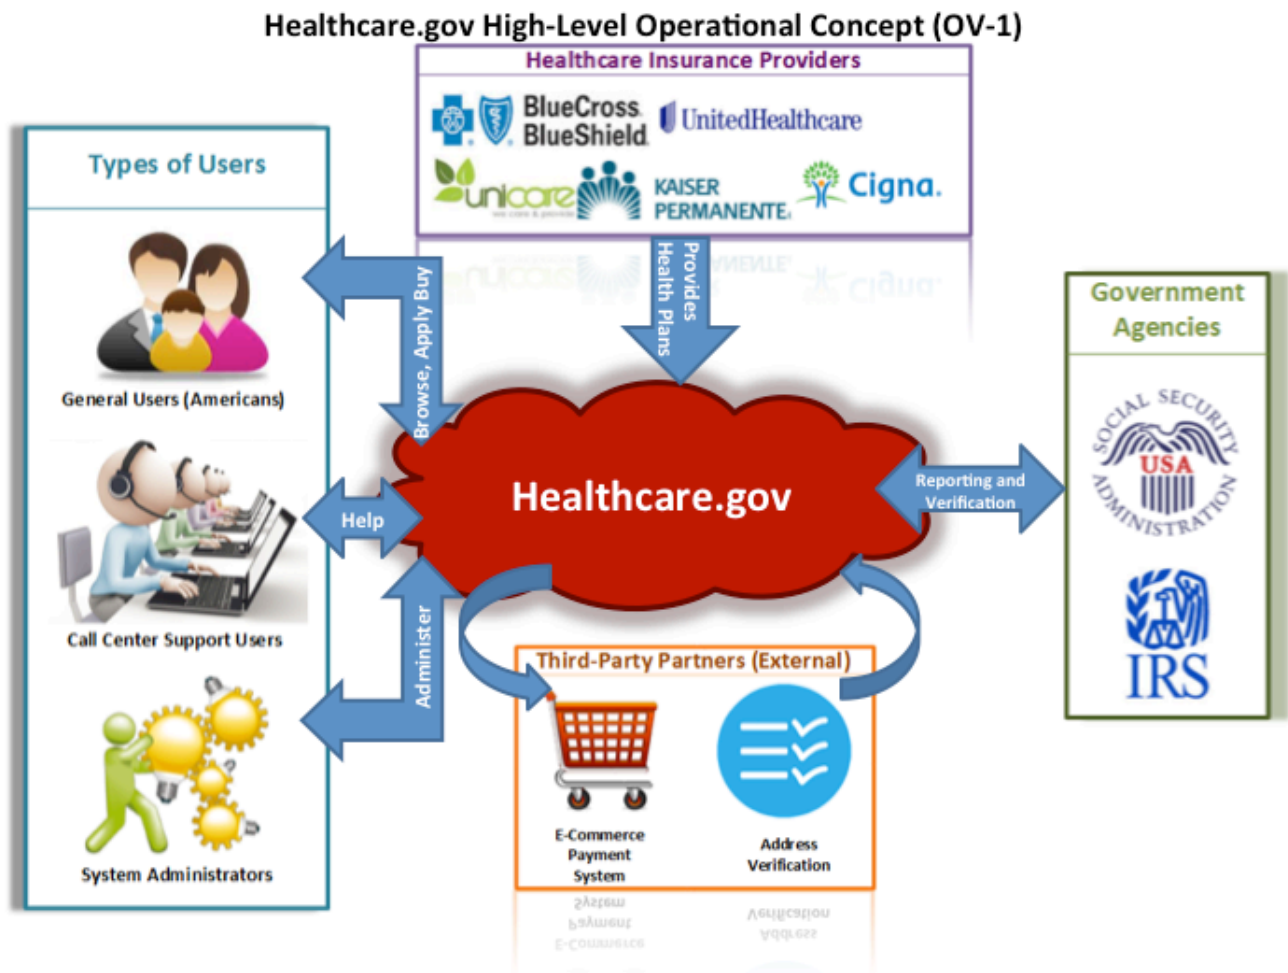 Healthcare.gov High-Level Operational Concept (OV-1)
Healthcare Insurance Providers
BlueCross
BlueShield
UnitedHealthcare
unicare
we care & provide
KAISER
PERMANENTE
Cigna.
Types of Users
General Users (Americans)
Call Center Support Users
System Administrators
Browse, Apply Buy
Help
Administer
Provides
Health Plans
Healthcare.gov
Reporting and
Verification
Government
Agencies
SOCIAL SECURITY
ADMINISTRATION
USA
IRS
Third-Party Partners (External)
E-Commerce
Payment
System
Address
Verification